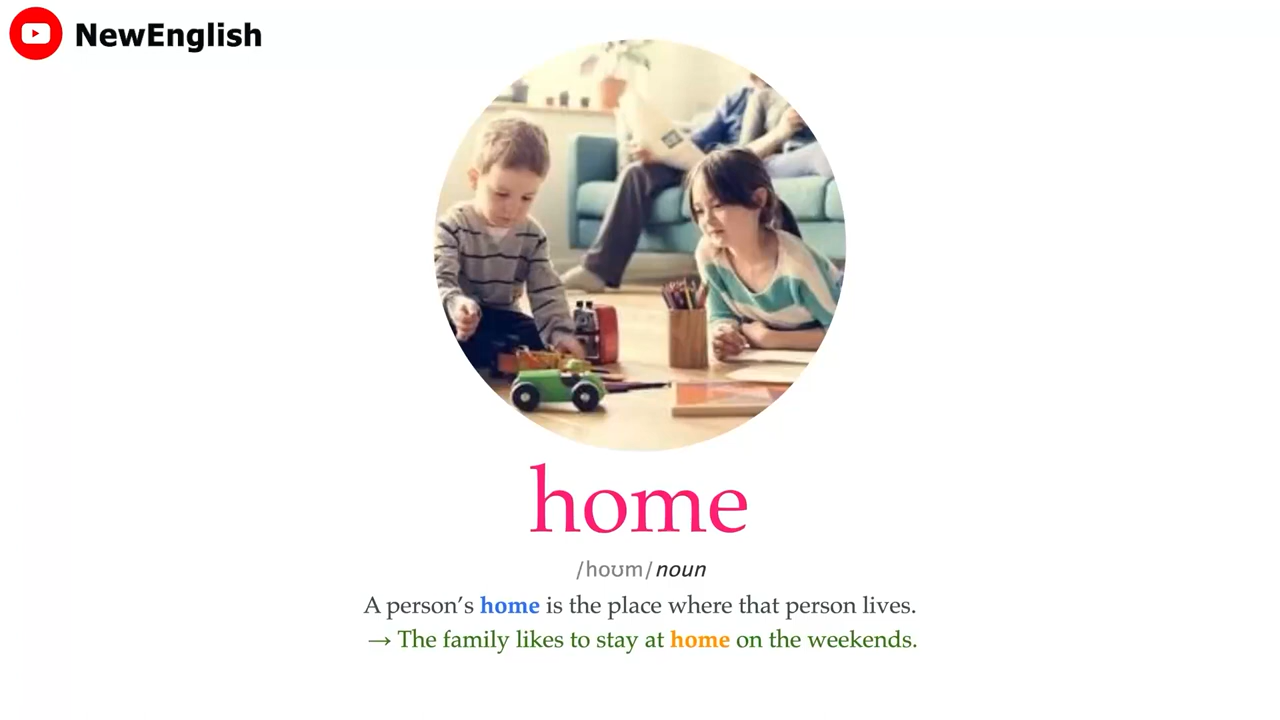 NewEnglish
home
/hoʊm/ noun
A person’s home is the place where that person lives.
→ The family likes to stay at home on the weekends.